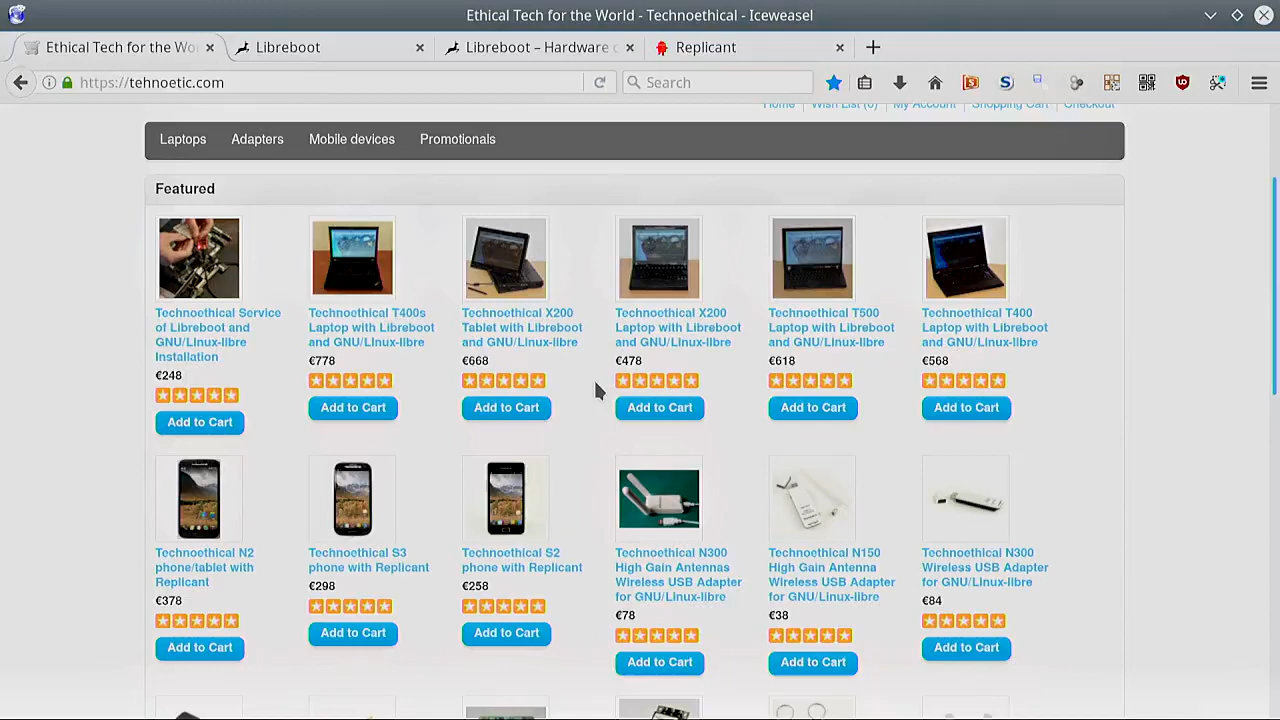 Ethical Tech for the World - Technoethical - Iceweasel
Ethical Tech for the Wo
Libreboot
Libreboot – Hardware
Replicant
https://tehnoetic.com
Search
Home Wish List (0) My Account Shopping Cart Checkout
Laptops Adapters Mobile devices Promotionals
Featured
Technoethical Service
of Libreboot and
GNU/Linux-libre
Installation
€248
Add to Cart
Technoethical T400s
Laptop with Libreboot
and GNU/Linux-libre
€778
Add to Cart
Technoethical X200
Tablet with Libreboot
and GNU/Linux-libre
€668
Add to Cart
Technoethical X200
Laptop with Libreboot
and GNU/Linux-libre
€478
Add to Cart
Technoethical T500
Laptop with Libreboot
and GNU/Linux-libre
€618
Add to Cart
Technoethical T400
Laptop with Libreboot
and GNU/Linux-libre
€568
Add to Cart
Technoethical N2
phone/tablet with
Replicant
€378
Add to Cart
Technoethical S3
phone with Replicant
€298
Add to Cart
Technoethical S2
phone with Replicant
€258
Add to Cart
Technoethical N300
High Gain Antennas
Wireless USB Adapter
for GNU/Linux-libre
€78
Add to Cart
Technoethical N150
High Gain Antenna
Wireless USB Adapter
for GNU/Linux-libre
€38
Add to Cart
Technoethical N300
Wireless USB Adapter
for GNU/Linux-libre
€84
Add to Cart